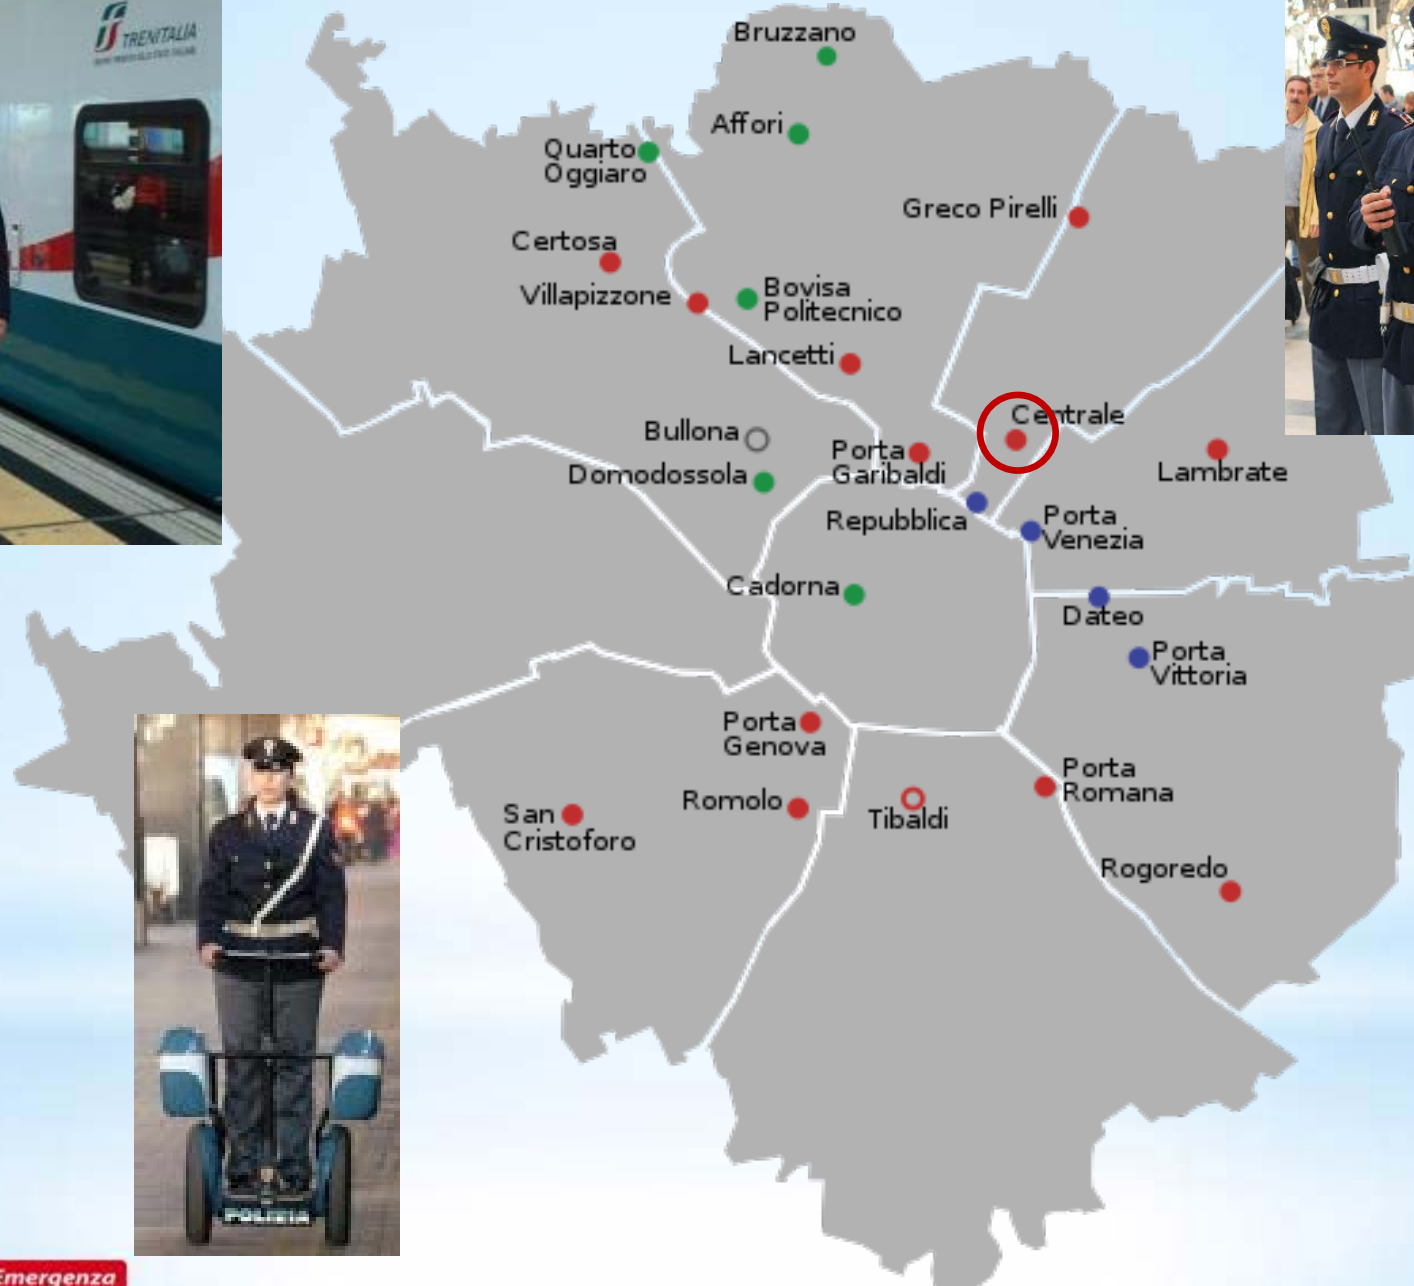 TRENITALIA
Bruzzano
Affori
Quarto
Oggiaro
Greco Pirelli
Certosa
Villapizzone
Bovisa
Politecnico
Lancetti
Centrale
Bullona
Porta
Garibaldi
Lambrate
Domodossola
Repubblica
Porta
Venezia
Cadorna
Dateo
Porta
Vittoria
Porta
Genova
Porta
Romana
Romolo
San
Cristoforo
Tibaldi
Rogoredo
POLIZIA
Emergenza